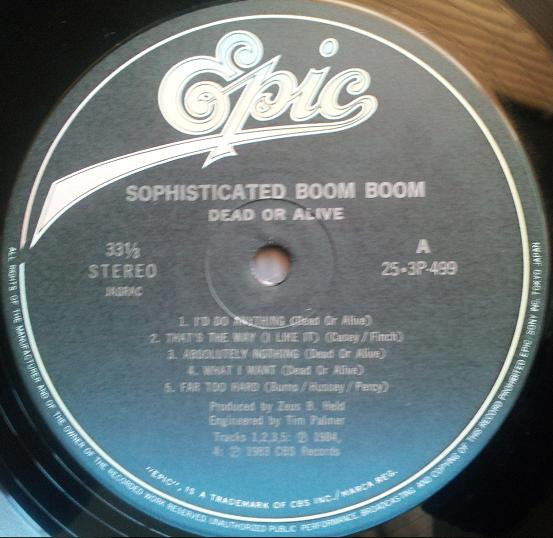 Epic
SOPHISTICATED BOOM BOOM
DEAD OR ALIVE
33⅓
STEREO
JASRAC
A
25・3P-499
1. I'D DO ANYTHING (Dead Or Alive)
2. THAT'S THE WAY (I LIKE IT) (Casey/Finch)
3. ABSOLUTELY NOTHING (Dead Or Alive)
4. WHAT I WANT (Dead Or Alive)
5. FAR TOO HARD (Burns/Hussey/Percy)
Produced by Zeus B. Held
Engineered by Tim Palmer
Tracks 1,2,3,5: ℗ 1984,
4: ℗ 1983 CBS Records
"EPIC", IS A TRADEMARK OF CBS INC./MARCA REG.
ALL RIGHTS OF THE MANUFACTURER AND OF THE OWNER OF THE RECORDED WORK RESERVED UNAUTHORIZED PUBLIC PERFORMANCE BROADCASTING AND COPYING OF THIS RECORD PROHIBITED EPIC/SONY INC. TOKYO JAPAN